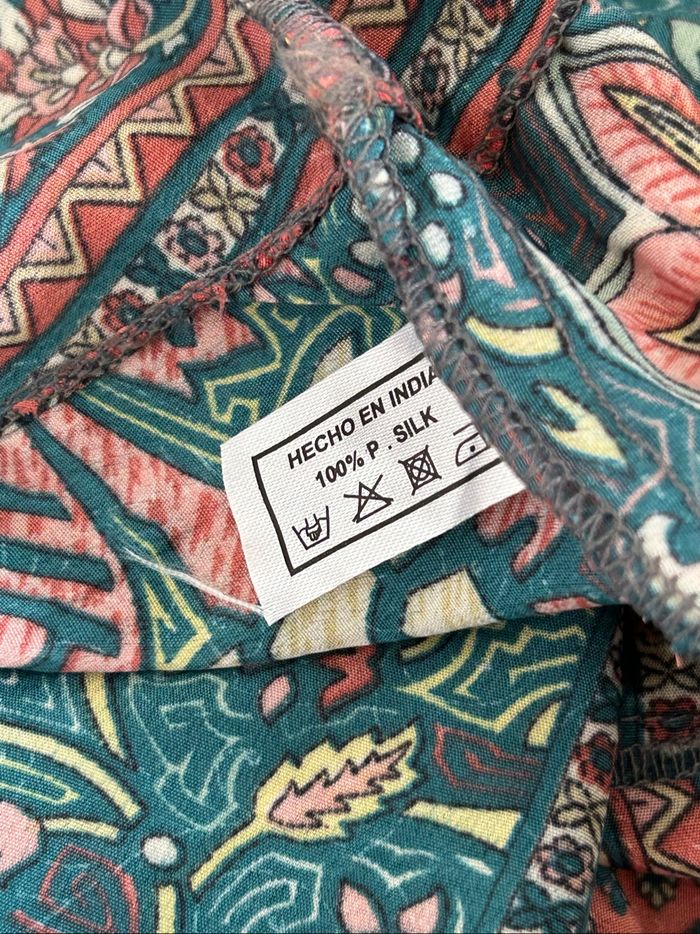 HECHO EN INDIA
100% P . SILK